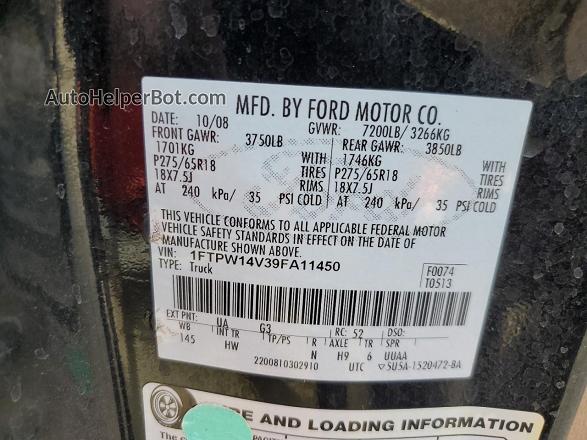 AutoHelperBot.com
MFD. BY FORD MOTOR CO.
DATE: 10/08 GVWR: 7200LB/ 3266KG
FRONT GAWR: 3750LB REAR GAWR: 3850LB
1701KG WITH 1746KG WITH
P275/65R18 TIRES P275/65R18 TIRES
18X7.5J RIMS 18X7.5J RIMS
AT 240 kPa/ 35 PSI COLD AT 240 kPa/ 35 PSI COLD
THIS VEHICLE CONFORMS TO ALL APPLICABLE FEDERAL MOTOR
VEHICLE SAFETY STANDARDS IN EFFECT ON THE DATE OF
MANUFACTURE SHOWN ABOVE.
VIN: 1FTPW14V39FA11450
TYPE: Truck
F0074
T0513
EXT PNT: UA G3 RC: 52 DSO:
WB INT TR TP/PS R AXLE TR SPR
145 HW N H9 6 UUAA
2200810302910 UTC ▽5U5A-1520472-BA
RE AND LOADING INFORMATION